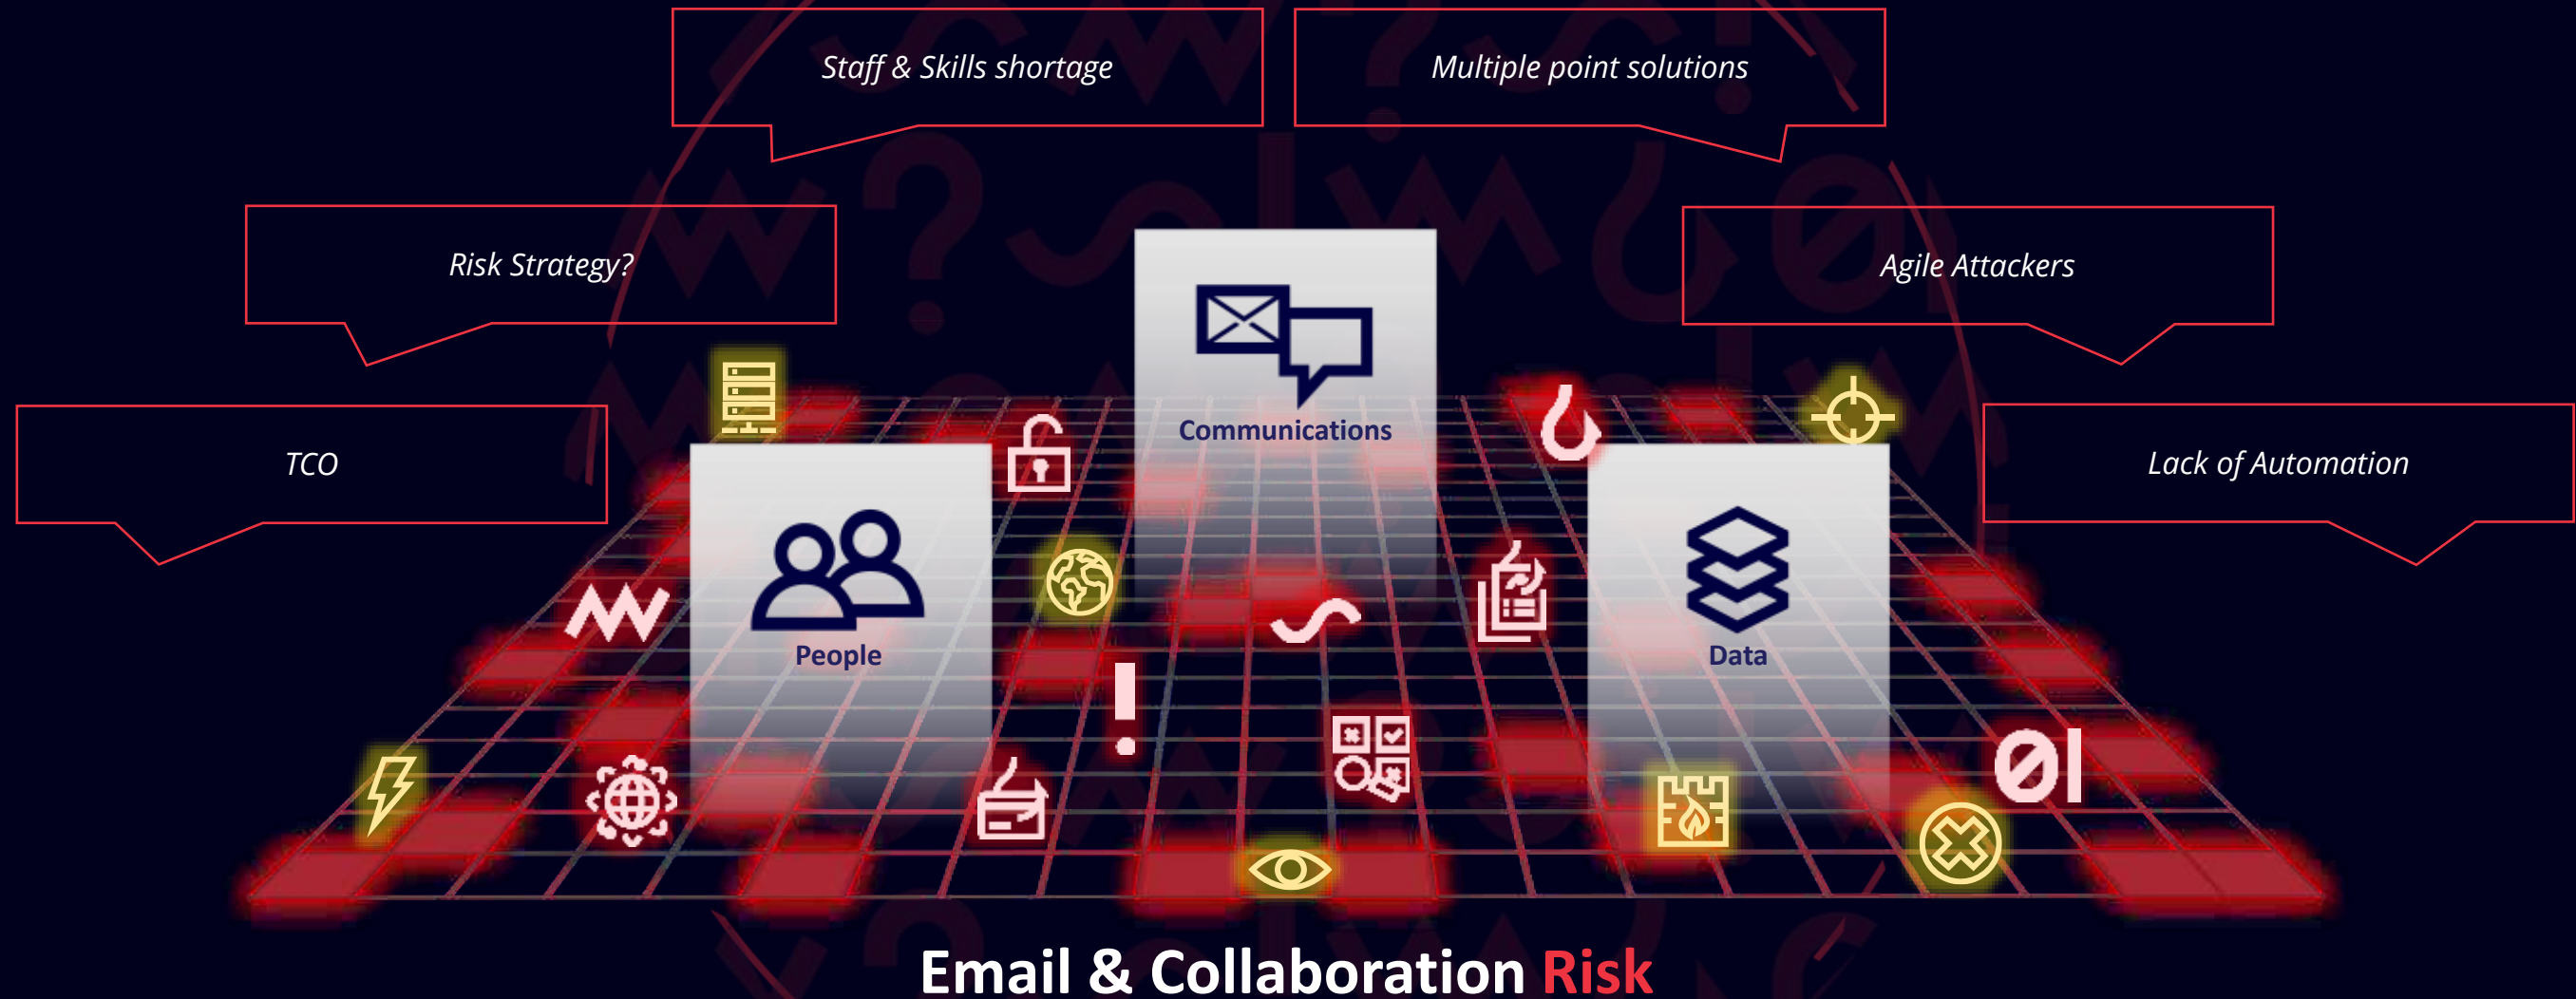 Staff & Skills shortage
Multiple point solutions
Risk Strategy?
Agile Attackers
Communications
TCO
Lack of Automation
People
Data
Email & Collaboration Risk